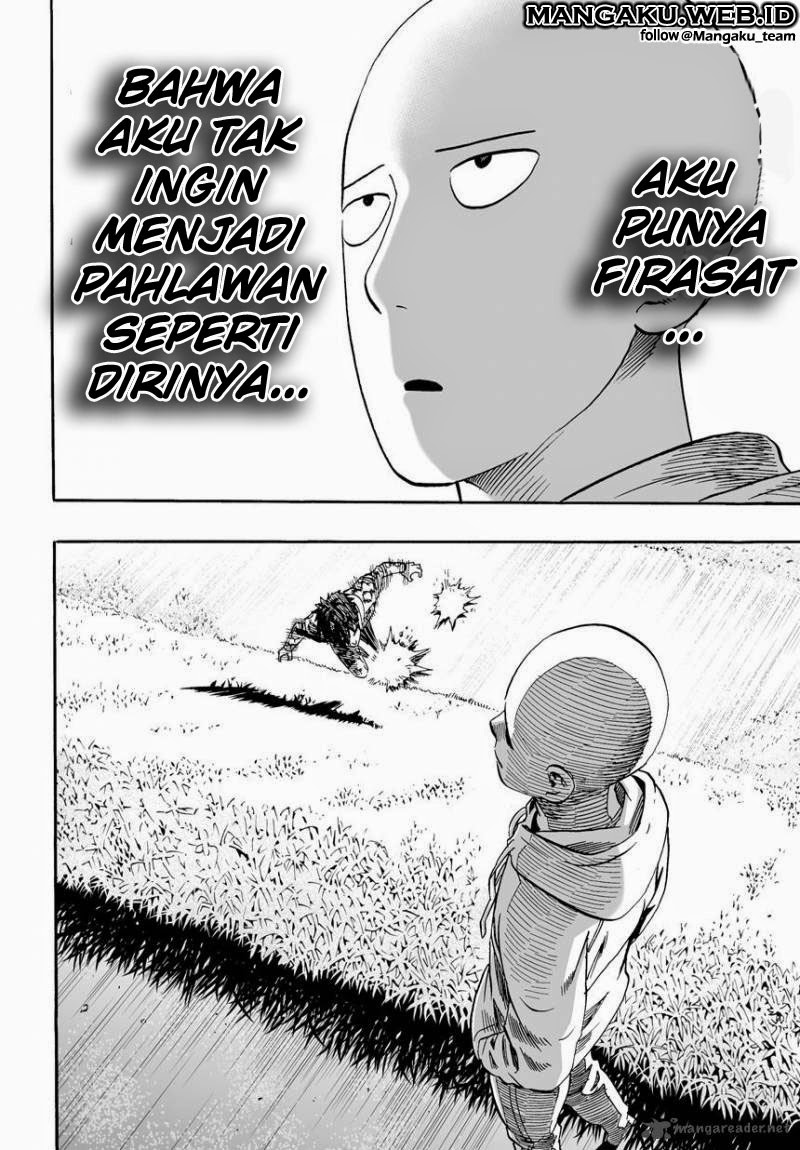 MANGAKU.WEB.ID
follow @Mangaku_team
AKU
PUNYA
FIRASAT
...
BAHWA
AKU TAK
INGIN
MENJADI
PAHLAWAN
SEPERTI
DIRINYA...
mangareader.net